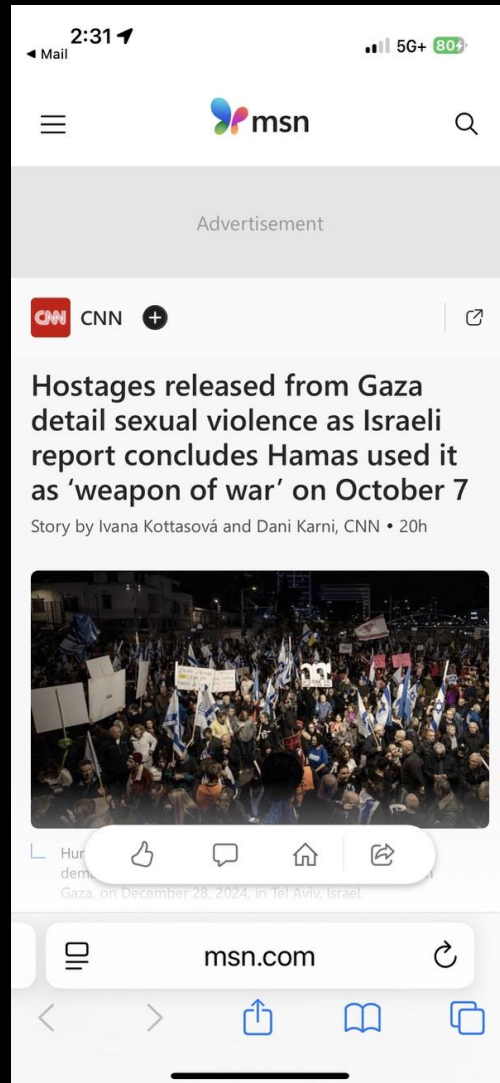 2:31
◀ Mail
5G+ 80
msn
Advertisement
CNN CNN
Hostages released from Gaza
detail sexual violence as Israeli
report concludes Hamas used it
as ‘weapon of war’ on October 7
Story by Ivana Kottasová and Dani Karni, CNN • 20h
Gaza, on December 28, 2024, in Tel Aviv, Israel.
msn.com